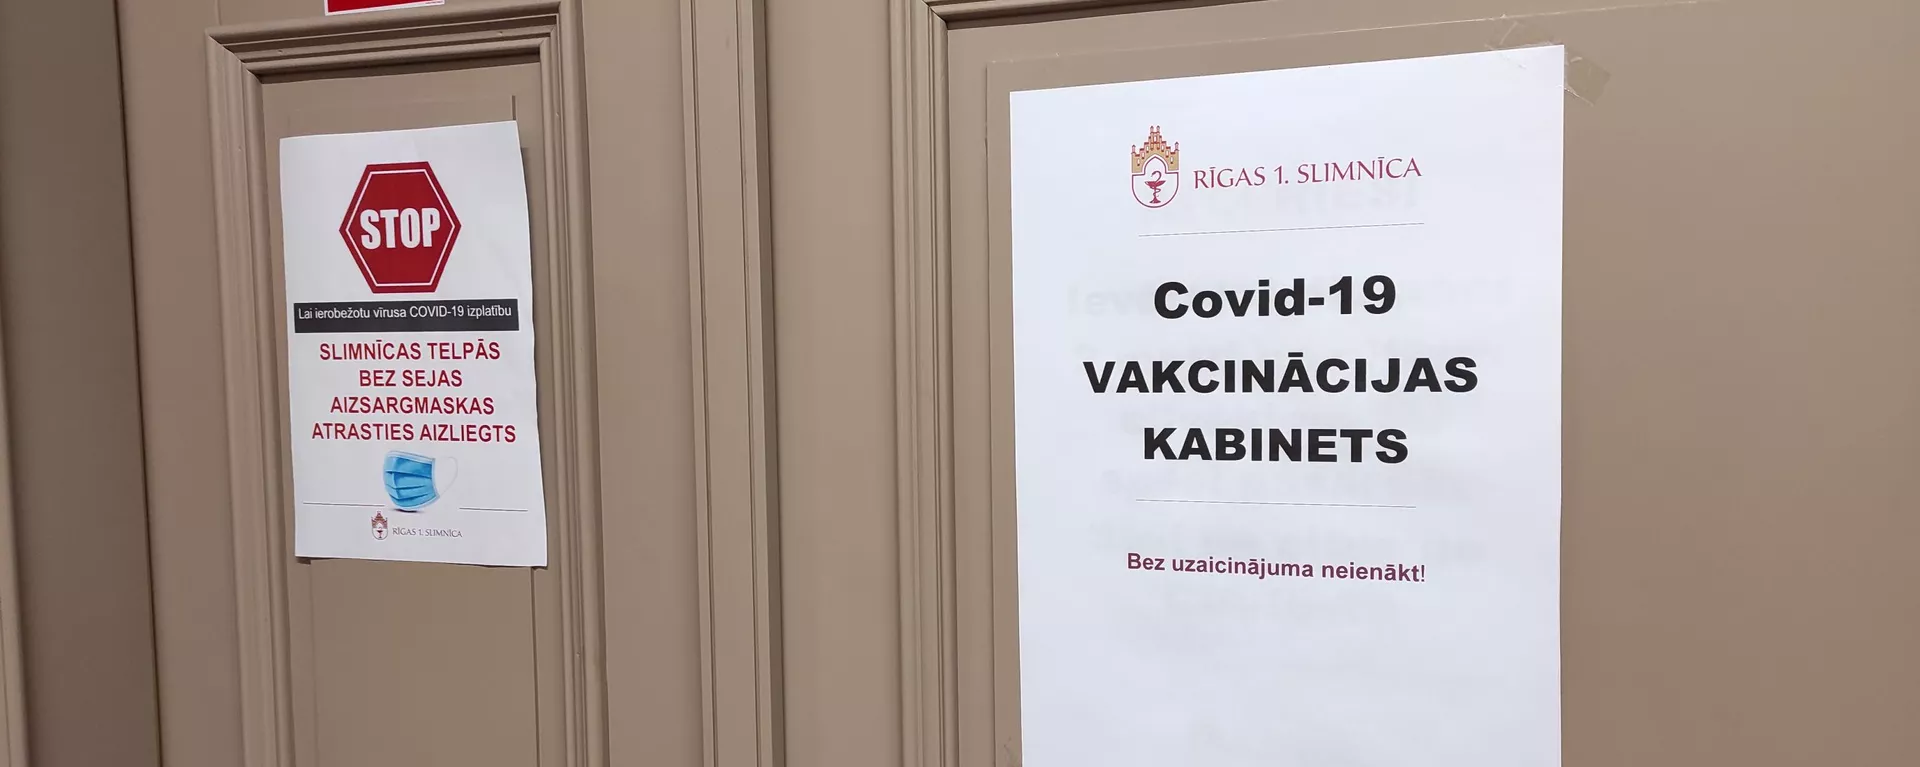 STOP
Lai ierobežotu vīrusa COVID-19 izplatību
SLIMNĪCAS TELPĀS
BEZ SEJAS
AIZSARGMASKAS
ATRASTIES AIZLIEGTS
RĪGAS 1. SLIMNĪCA
RĪGAS 1. SLIMNĪCA
Covid-19
VAKCINĀCIJAS
KABINETS
Bez uzaicinājuma neienākt!